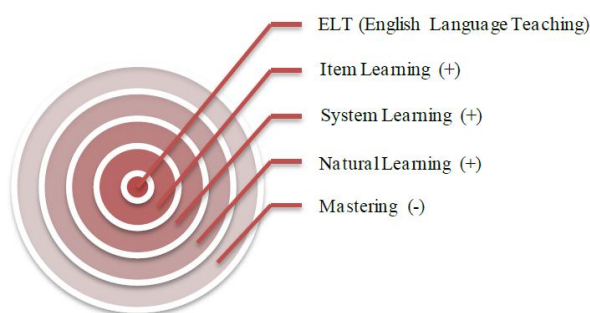 ELT (English Language Teaching)
Item Learning (+)
System Learning (+)
Natural Learning (+)
Mastering (-)